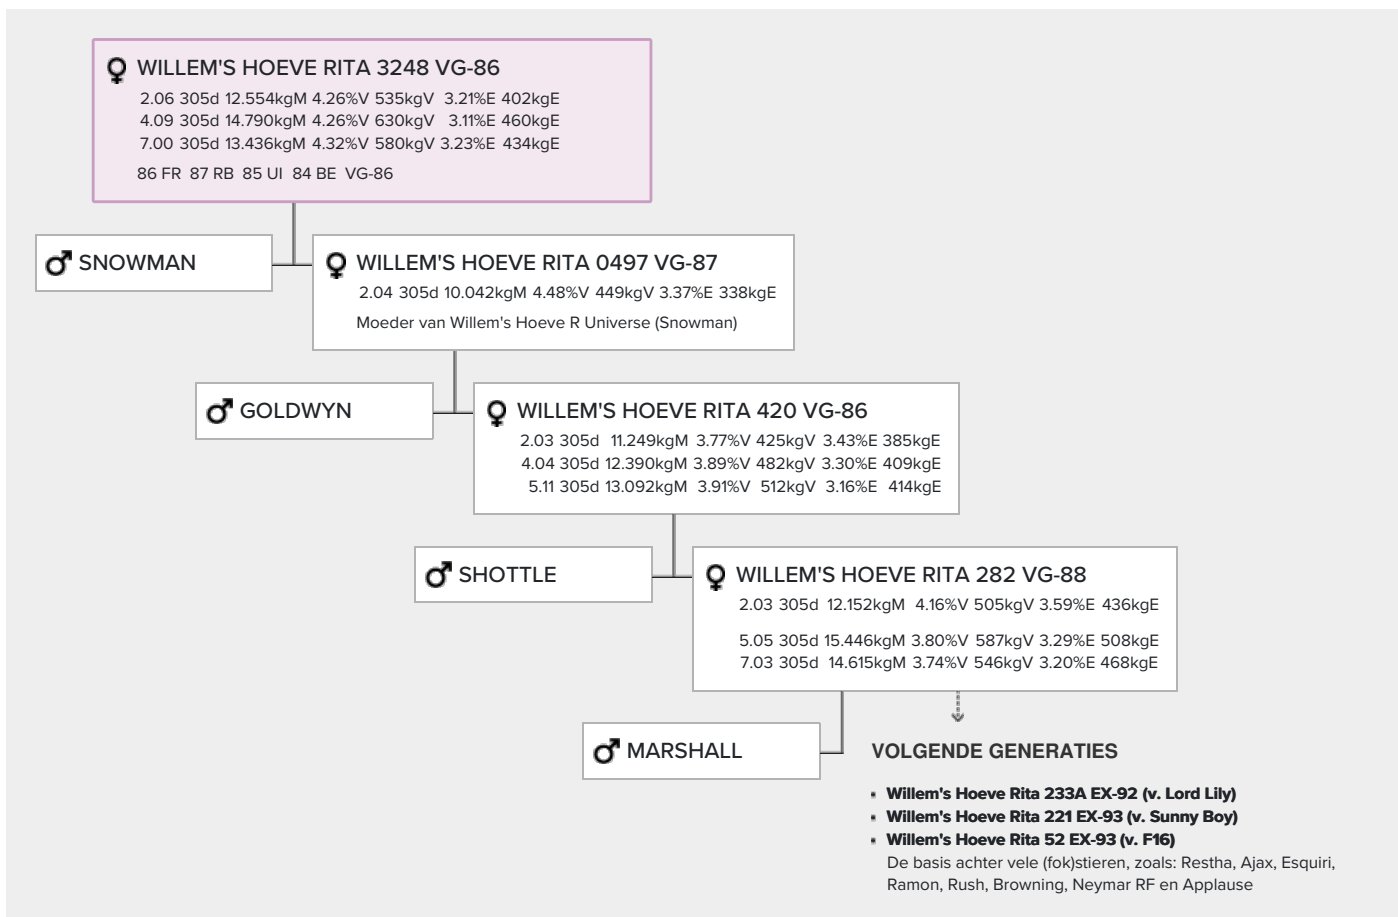 WILLEM'S HOEVE RITA 3248 VG-86
2.06 305d 12.554kgM 4.26%V 535kgV 3.21%E 402kgE
4.09 305d 14.790kgM 4.26%V 630kgV 3.11%E 460kgE
7.00 305d 13.436kgM 4.32%V 580kgV 3.23%E 434kgE
86 FR 87 RB 85 UI 84 BE VG-86
SNOWMAN
WILLEM'S HOEVE RITA 0497 VG-87
2.04 305d 10.042kgM 4.48%V 449kgV 3.37%E 338kgE
Moeder van Willem's Hoeve R Universe (Snowman)
GOLDWYN
WILLEM'S HOEVE RITA 420 VG-86
2.03 305d 11.249kgM 3.77%V 425kgV 3.43%E 385kgE
4.04 305d 12.390kgM 3.89%V 482kgV 3.30%E 409kgE
5.11 305d 13.092kgM 3.91%V 512kgV 3.16%E 414kgE
SHOTTLE
WILLEM'S HOEVE RITA 282 VG-88
2.03 305d 12.152kgM 4.16%V 505kgV 3.59%E 436kgE
5.05 305d 15.446kgM 3.80%V 587kgV 3.29%E 508kgE
7.03 305d 14.615kgM 3.74%V 546kgV 3.20%E 468kgE
MARSHALL
VOLGENDE GENERATIES
Willem's Hoeve Rita 233A EX-92 (v. Lord Lily)
Willem's Hoeve Rita 221 EX-93 (v. Sunny Boy)
Willem's Hoeve Rita 52 EX-93 (v. F16)
De basis achter vele (fok)stieren, zoals: Restha, Ajax, Esquiri,
Ramon, Rush, Browning, Neymar RF en Applause